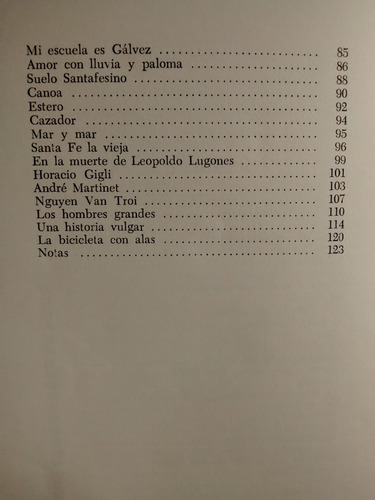 Mi escuela es Gálvez ........................ 85
Amor con lluvia y paloma .................... 86
Suelo Santafesino ........................... 88
Canoa ....................................... 90
Estero ...................................... 92
Cazador ..................................... 94
Mar y mar ................................... 95
Santa Fe la vieja ........................... 96
En la muerte de Leopoldo Lugones ............ 99
Horacio Gigli ............................... 101
André Martinet .............................. 103
Nguyen Van Troi ............................. 107
Los hombres grandes ......................... 110
Una historia vulgar ......................... 114
La bicicleta con alas ....................... 120
Notas ....................................... 123